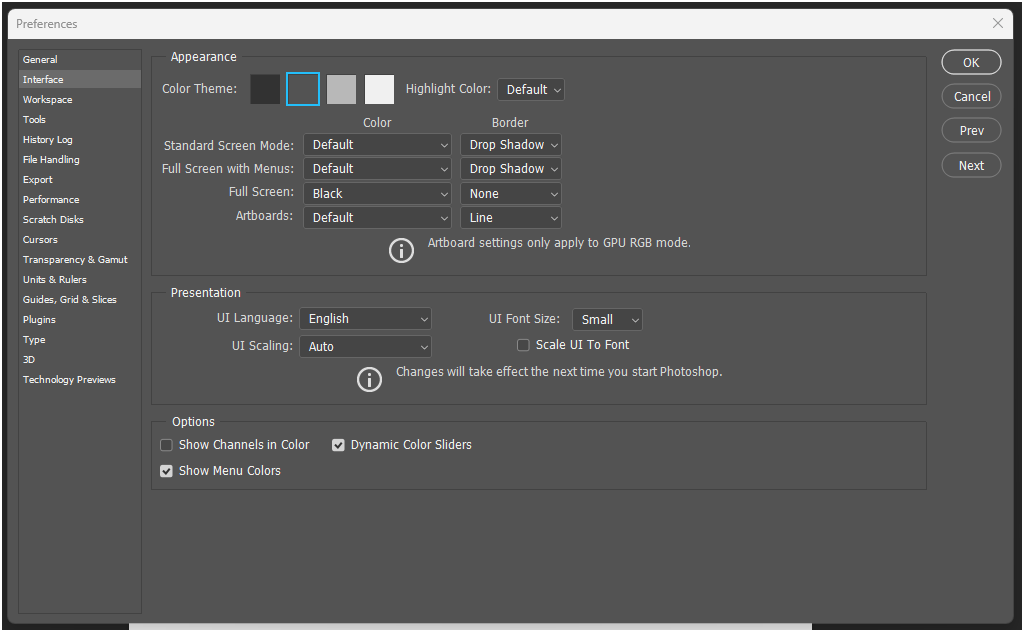 Preferences
General
Interface
Workspace
Tools
History Log
File Handling
Export
Performance
Scratch Disks
Cursors
Transparency & Gamut
Units & Rulers
Guides, Grid & Slices
Plugins
Type
3D
Technology Previews
Appearance
Color Theme: Highlight Color: Default
Color Border
Standard Screen Mode: Default Drop Shadow
Full Screen with Menus: Default Drop Shadow
Full Screen: Black None
Artboards: Default Line
Artboard settings only apply to GPU RGB mode.
Presentation
UI Language: English UI Font Size: Small
UI Scaling: Auto Scale UI To Font
Changes will take effect the next time you start Photoshop.
Options
Show Channels in Color Dynamic Color Sliders
Show Menu Colors
OK
Cancel
Prev
Next